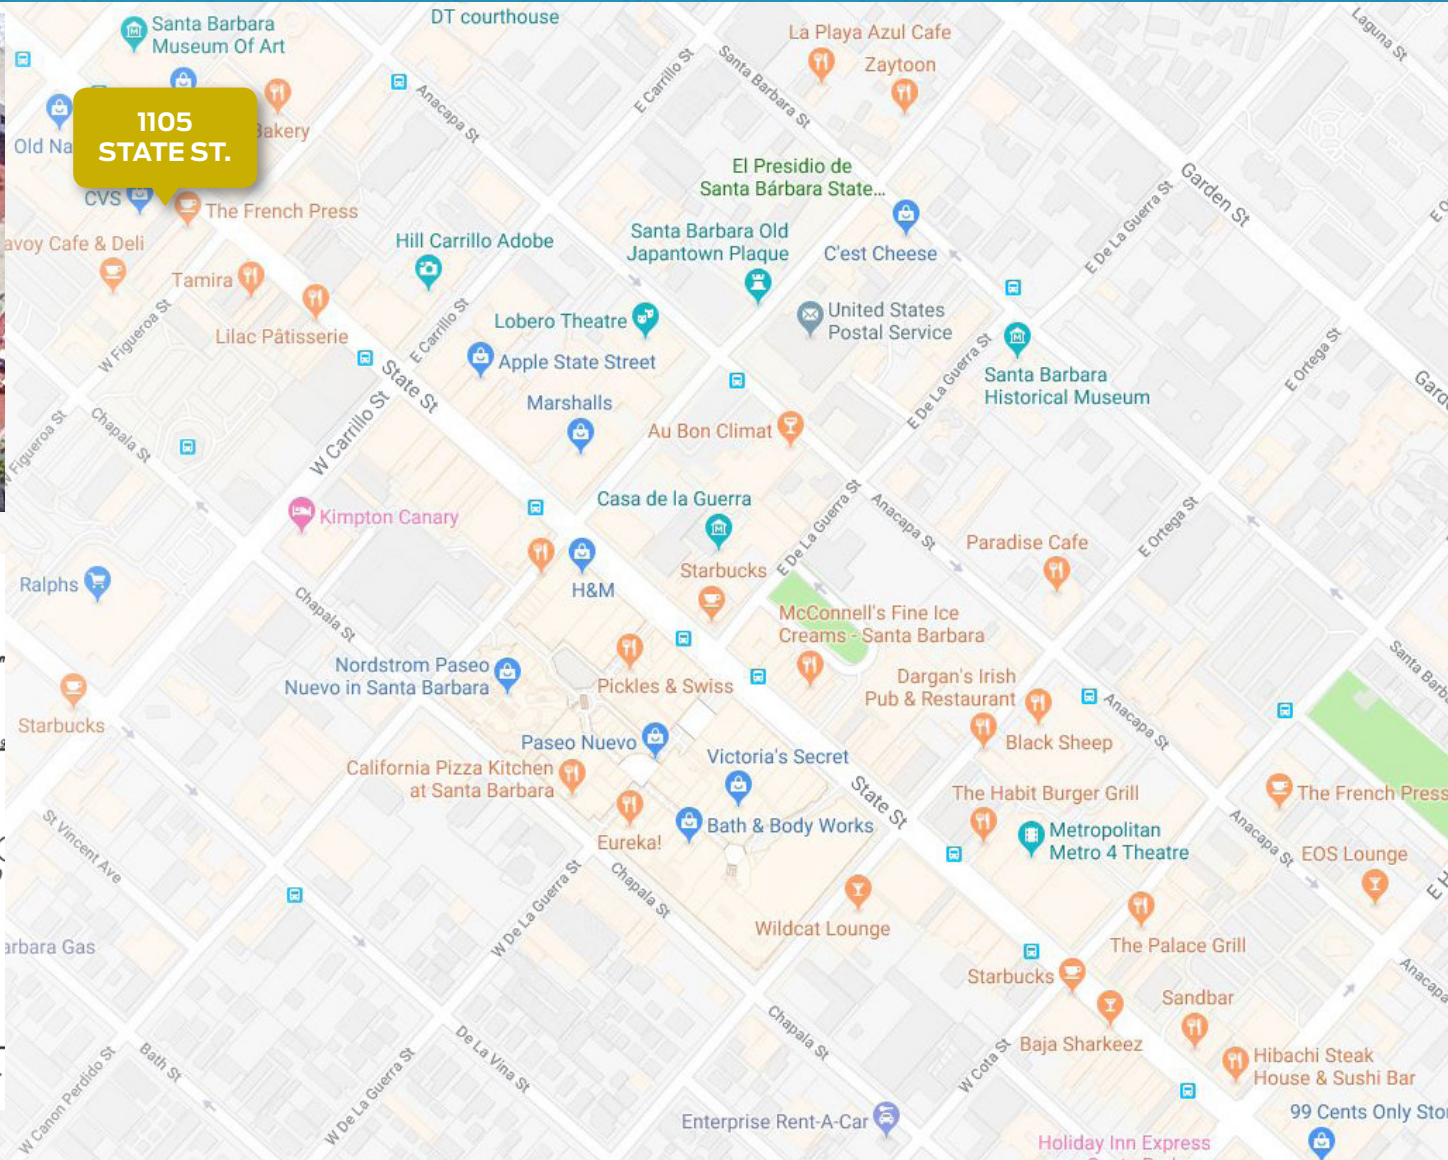 Santa Barbara
Museum Of Art
DT courthouse
La Playa Azul Cafe
Zaytoon
Laguna St
E Carrillo St
Santa Barbara St
Anacapa St
1105
STATE ST.
Bakery
Old Na
CVS
The French Press
El Presidio de
Santa Bárbara State...
Garden St
E De La Guerra St
avoy Cafe & Deli
Hill Carrillo Adobe
Santa Barbara Old
Japantown Plaque
C'est Cheese
Tamira
Lilac Pâtisserie
W Figueroa St
E Carrillo St
Lobero Theatre
United States
Postal Service
Apple State Street
State St
Marshalls
E De La Guerra St
Santa Barbara
Historical Museum
E Ortega St
Gard
Figueroa St
Chapala St
W Carrillo St
Au Bon Climat
Kimpton Canary
Casa de la Guerra
E De La Guerra St
Anacapa St
E Ortega St
Paradise Cafe
Ralphs
H&M
Starbucks
Chapala St
McConnell's Fine Ice
Creams - Santa Barbara
Nordstrom Paseo
Nuevo in Santa Barbara
Pickles & Swiss
Dargan's Irish
Pub & Restaurant
Santa Barb
Starbucks
Anacapa St
Black Sheep
Paseo Nuevo
Victoria's Secret
California Pizza Kitchen
at Santa Barbara
State St
The Habit Burger Grill
The French Press
Eureka!
Bath & Body Works
Metropolitan
Metro 4 Theatre
Anacapa St
EOS Lounge
St Vincent Ave
Chapala St
W De La Guerra St
Wildcat Lounge
arbara Gas
The Palace Grill
Starbucks
Anacapa
Sandbar
Chapala St
Baja Sharkeez
W Cota St
Hibachi Steak
House & Sushi Bar
W Canon Perdido St
Bath St
De La Vina St
W De La Guerra St
Enterprise Rent-A-Car
99 Cents Only Stor
Holiday Inn Express